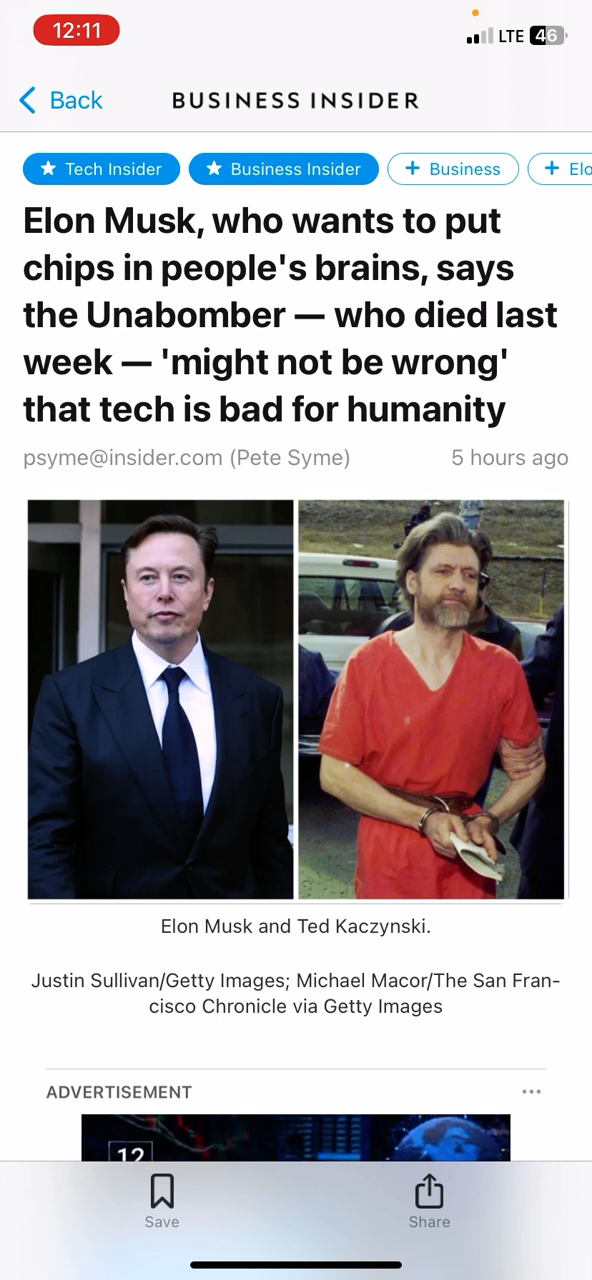 12:11
LTE 46
Back
BUSINESS INSIDER
Tech Insider
Business Insider
+ Business
+ Elo
Elon Musk, who wants to put
chips in people's brains, says
the Unabomber — who died last
week — 'might not be wrong'
that tech is bad for humanity
psyme@insider.com (Pete Syme)
5 hours ago
Elon Musk and Ted Kaczynski.
Justin Sullivan/Getty Images; Michael Macor/The San Fran-
cisco Chronicle via Getty Images
ADVERTISEMENT
12
Save
Share